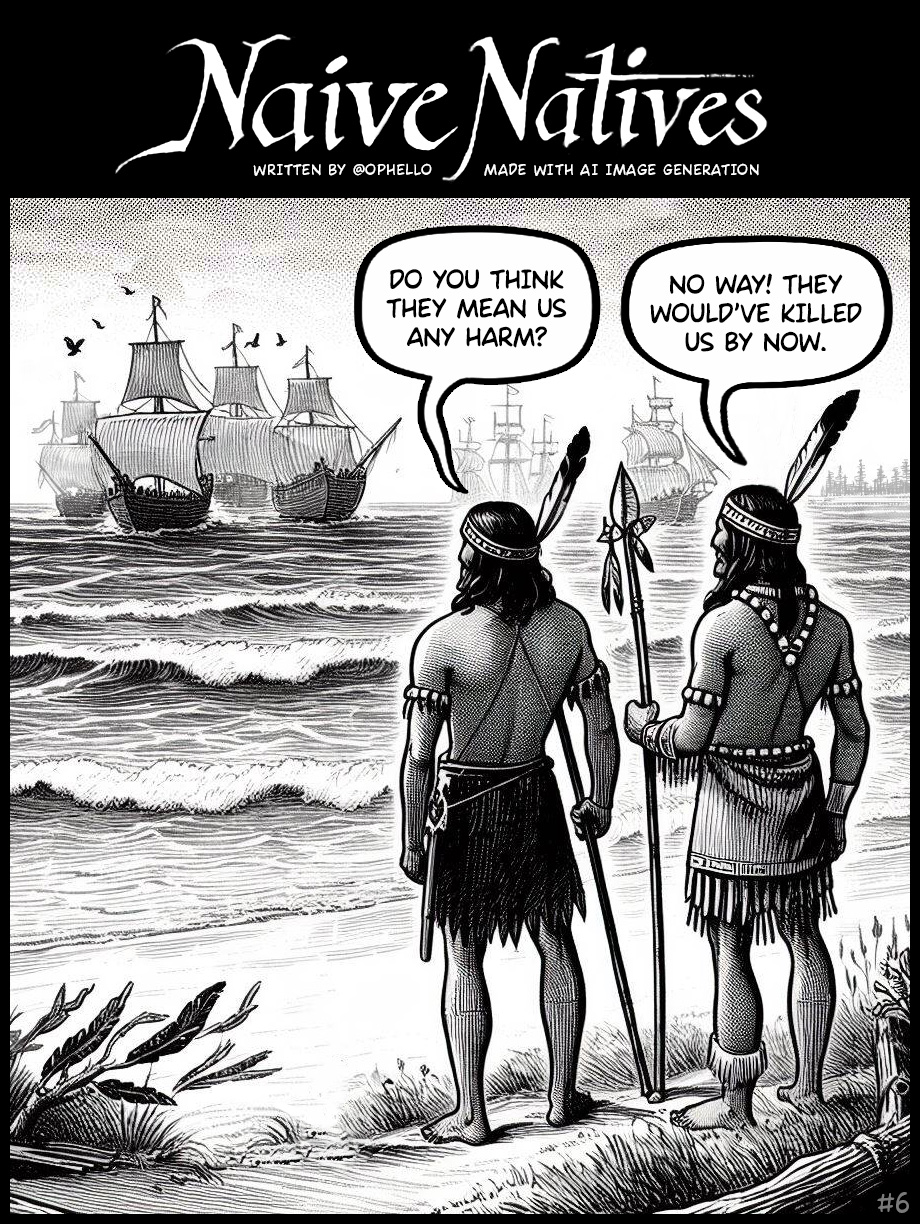 Naive Natives
WRITTEN BY @OPHELLO MADE WITH AI IMAGE GENERATION
DO YOU THINK
THEY MEAN US
ANY HARM?
NO WAY! THEY
WOULD'VE KILLED
US BY NOW.
#6